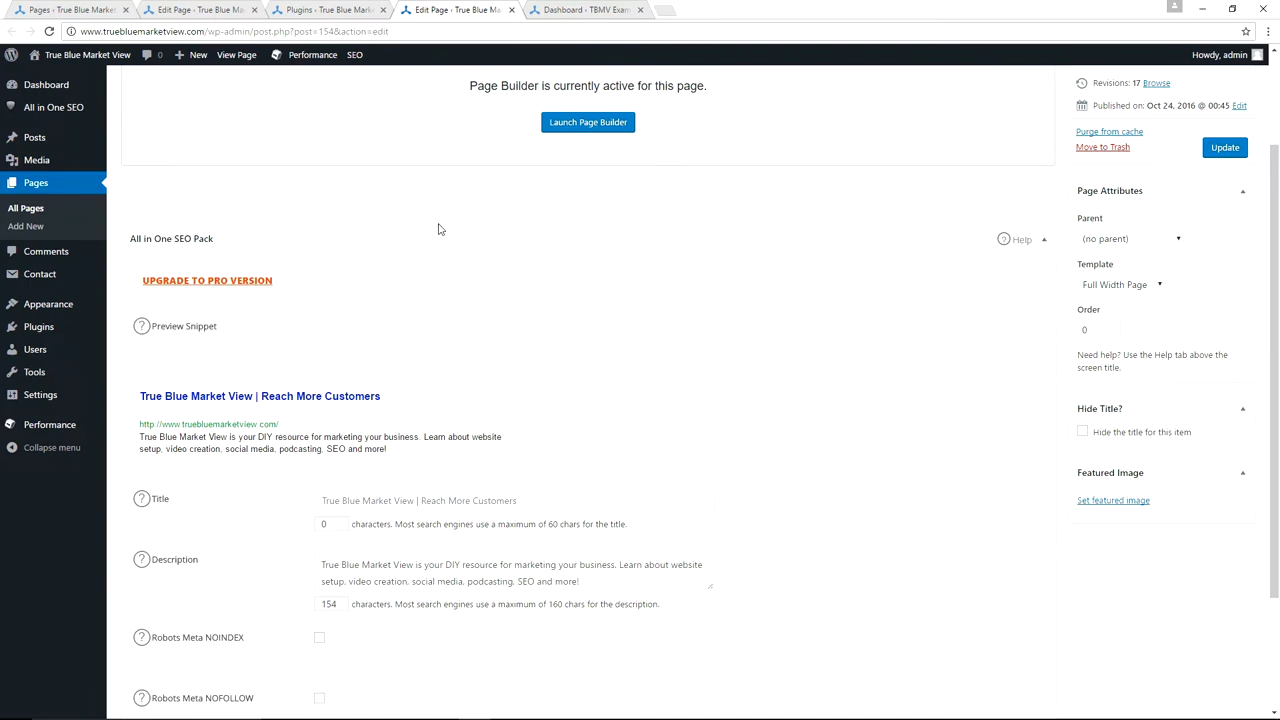 Pages ‹ True Blue Market
Edit Page ‹ True Blue Ma
Plugins ‹ True Blue Marke
Edit Page ‹ True Blue Ma
Dashboard ‹ TBMV Exam
www.truebluemarketview.com/wp-admin/post.php?post=154&action=edit
True Blue Market View
0
New
View Page
Performance
SEO
Howdy, admin
Dashboard
All in One SEO
Posts
Media
Pages
All Pages
Add New
Comments
Contact
Appearance
Plugins
Users
Tools
Settings
Performance
Collapse menu
Page Builder is currently active for this page.
Launch Page Builder
All in One SEO Pack
? Help
UPGRADE TO PRO VERSION
? Preview Snippet
True Blue Market View | Reach More Customers
http://www.truebluemarketview.com/
True Blue Market View is your DIY resource for marketing your business. Learn about website
setup, video creation, social media, podcasting, SEO and more!
? Title
True Blue Market View | Reach More Customers
0 characters. Most search engines use a maximum of 60 chars for the title.
? Description
True Blue Market View is your DIY resource for marketing your business. Learn about website
setup, video creation, social media, podcasting, SEO and more!
154 characters. Most search engines use a maximum of 160 chars for the description.
? Robots Meta NOINDEX
? Robots Meta NOFOLLOW
Revisions: 17 Browse
Published on: Oct 24, 2016 @ 00:45 Edit
Purge from cache
Move to Trash
Update
Page Attributes
Parent
(no parent)
Template
Full Width Page
Order
0
Need help? Use the Help tab above the
screen title.
Hide Title?
Hide the title for this item
Featured Image
Set featured image